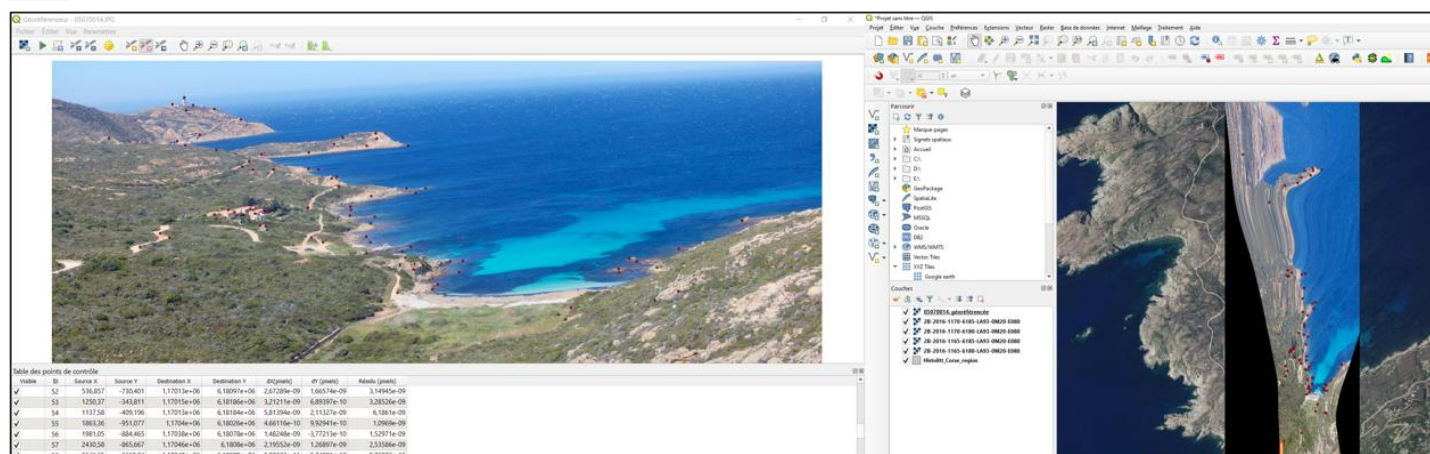 Géoréférenceur - 05070014.JPG
Fichier Éditer Vue Paramètres
Table des points de contrôle
Visible ID Source X Source Y Destination X Destination Y dX(pixels) dY (pixels) Résidu (pixels)
52 536,857 -730,401 1,17013e+06 6,18097e+06 2,67289e-09 1,66574e-09 3,14945e-09
53 1250,37 -343,811 1,17015e+06 6,18186e+06 3,21211e-09 6,89397e-10 3,28526e-09
54 1137,58 -409,196 1,17015e+06 6,18184e+06 5,81394e-09 2,11327e-09 6,1861e-09
55 1863,36 -951,077 1,1704e+06 6,18026e+06 4,66116e-10 9,92941e-10 1,0969e-09
56 1981,05 -884,465 1,17038e+06 6,18078e+06 1,48248e-09 -3,77213e-10 1,52971e-09
57 2430,58 -865,667 1,17046e+06 6,1808e+06 2,19552e-09 1,26897e-09 2,53586e-09
*Projet sans titre — QGIS
Projet Éditer Vue Couche Préférences Extensions Vecteur Raster Base de données Internet Maillage Traitement Aide
Parcourir
Marque-pages
Signets spatiaux
Accueil
C:\
D:\
E:\
GeoPackage
SpatiaLite
PostGIS
MSSQL
Oracle
DB2
WMS/WMTS
Vector Tiles
XYZ Tiles
Google earth
Couches
05070014_géoréférencée
2B-2016-1170-6185-LA93-0M20-E080
2B-2016-1170-6180-LA93-0M20-E080
2B-2016-1165-6185-LA93-0M20-E080
2B-2016-1165-6180-LA93-0M20-E080
Histolitt_Corse_region